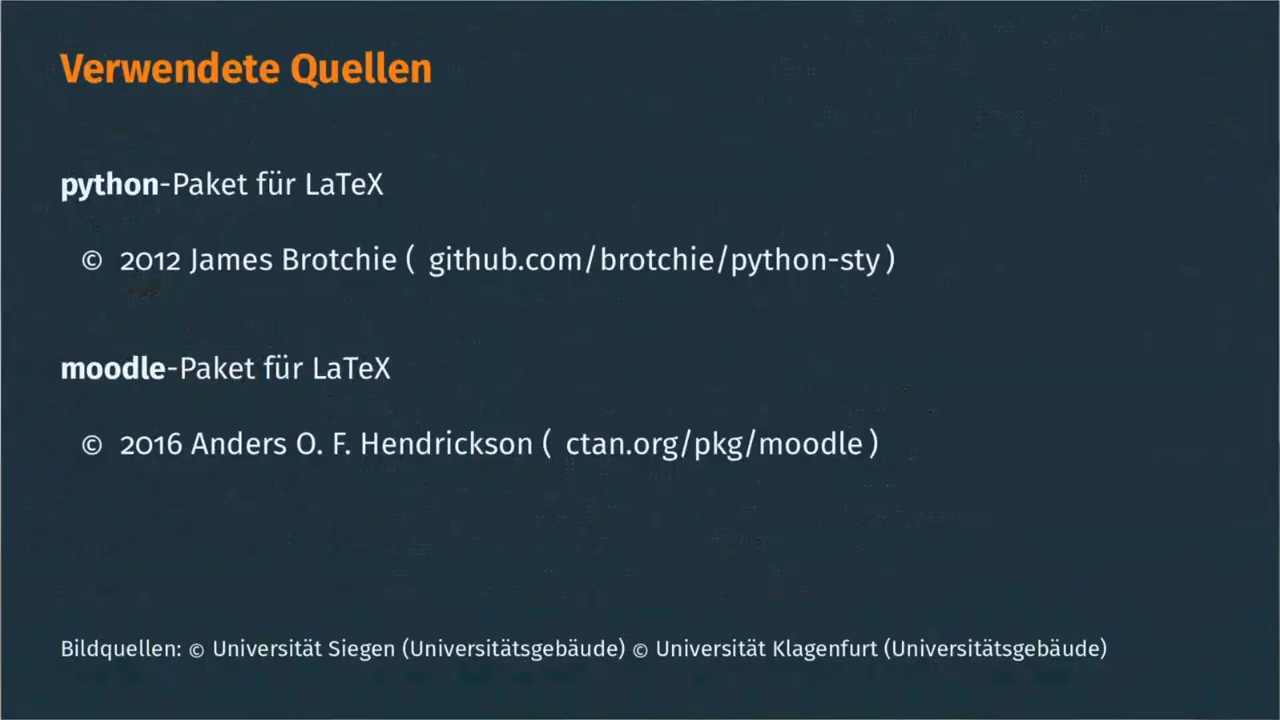 Verwendete Quellen
python-Paket für LaTeX
© 2012 James Brotchie ( github.com/brotchie/python-sty )
moodle-Paket für LaTeX
© 2016 Anders O. F. Hendrickson ( ctan.org/pkg/moodle )
Bildquellen: © Universität Siegen (Universitätsgebäude) © Universität Klagenfurt (Universitätsgebäude)